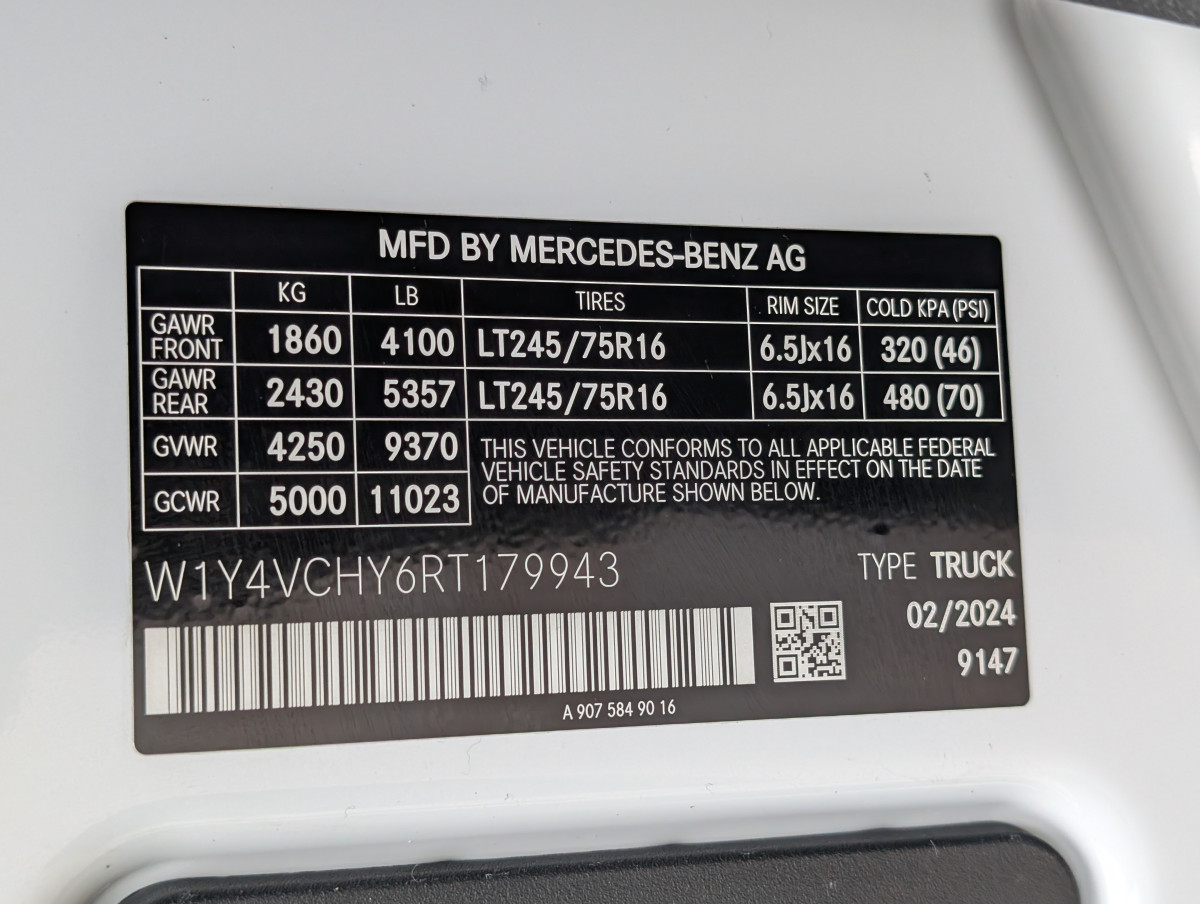 MFD BY MERCEDES-BENZ AG
KG LB TIRES RIM SIZE COLD KPA (PSI)
GAWR FRONT 1860 4100 LT245/75R16 6.5Jx16 320 (46)
GAWR REAR 2430 5357 LT245/75R16 6.5Jx16 480 (70)
GVWR 4250 9370
GCWR 5000 11023
THIS VEHICLE CONFORMS TO ALL APPLICABLE FEDERAL
VEHICLE SAFETY STANDARDS IN EFFECT ON THE DATE
OF MANUFACTURE SHOWN BELOW.
W1Y4VCHY6RT179943
TYPE TRUCK
02/2024
9147
A 907 584 90 16